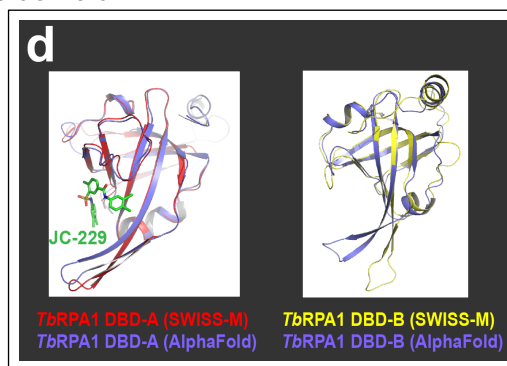 d
JC-229
TbRPA1 DBD-A (SWISS-M)
TbRPA1 DBD-A (AlphaFold)
TbRPA1 DBD-B (SWISS-M)
TbRPA1 DBD-B (AlphaFold)